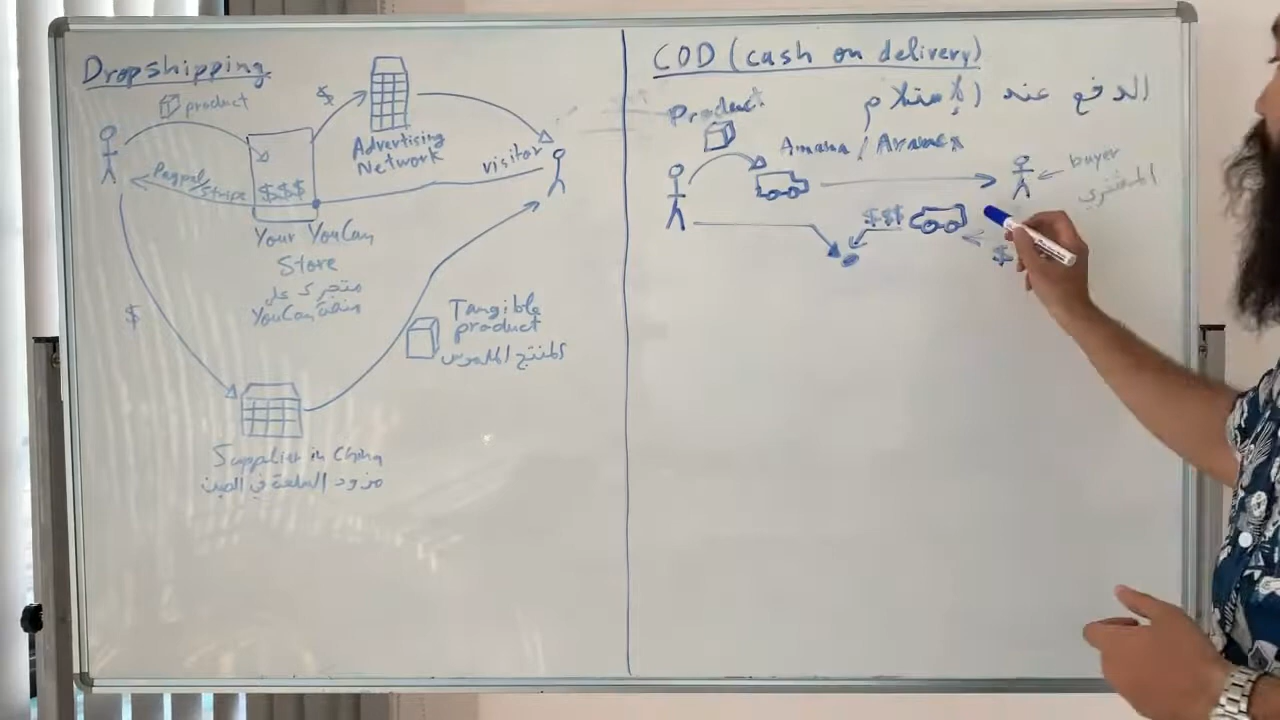 Dropshipping
product
$
Advertising
Network
visitor
Paypal/Stripe
$$$
Your YouCan
Store
متجرك على
منصة YouCan
$
Tangible
product
المنتج الملموس
Supplier in China
مزود السلعة في الصين
COD (cash on delivery)
الدفع عند الإستلام
Product
Amana / Aramex
buyer
المشتري
$$$
$